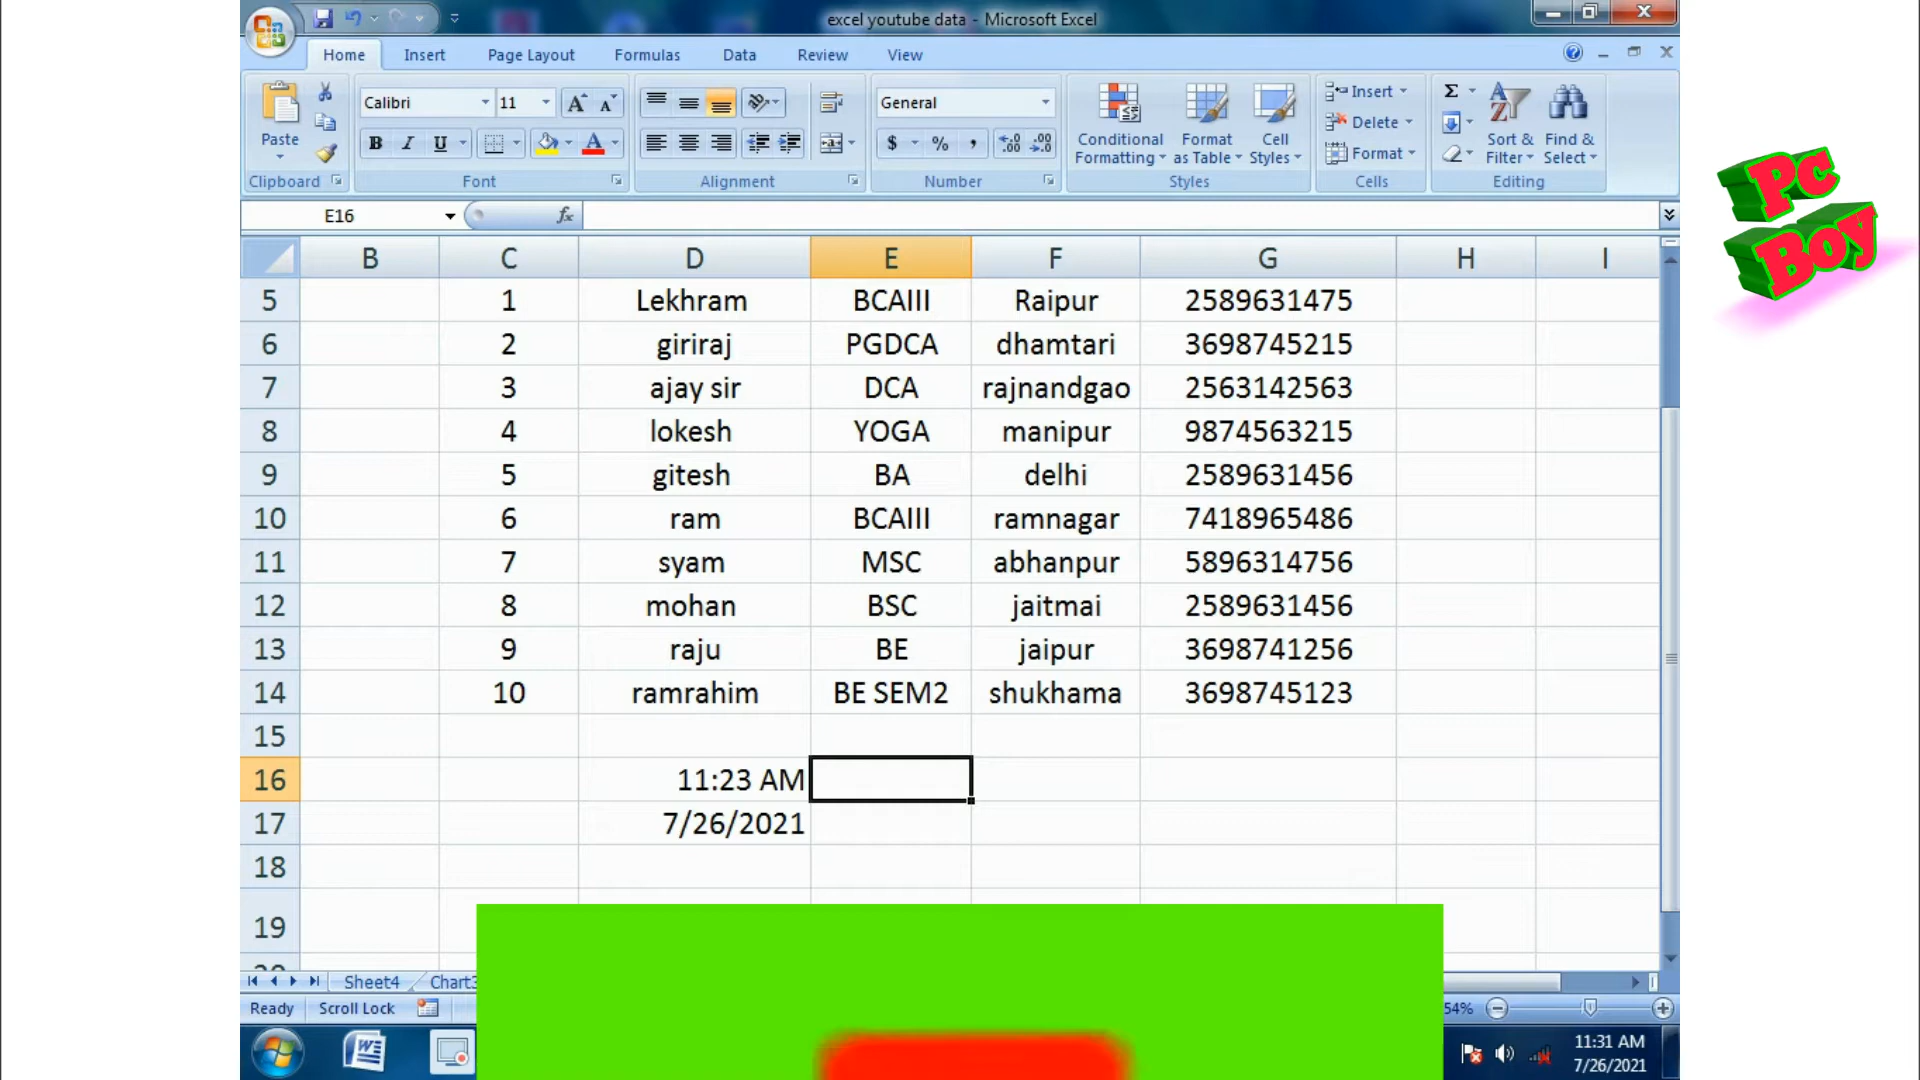 excel youtube data - Microsoft Excel
Home Insert Page Layout Formulas Data Review View
Calibri 11 General
Paste
B I U $ % ,
Conditional Formatting Format as Table Cell Styles
Insert
Delete
Format
Σ
Sort & Filter Find & Select
Clipboard Font Alignment Number Styles Cells Editing
E16 fx
B C D E F G H I
5 1 Lekhram BCAIII Raipur 2589631475
6 2 giriraj PGDCA dhamtari 3698745215
7 3 ajay sir DCA rajnandgao 2563142563
8 4 lokesh YOGA manipur 9874563215
9 5 gitesh BA delhi 2589631456
10 6 ram BCAIII ramnagar 7418965486
11 7 syam MSC abhanpur 5896314756
12 8 mohan BSC jaitmai 2589631456
13 9 raju BE jaipur 3698741256
14 10 ramrahim BE SEM2 shukhama 3698745123
15
16 11:23 AM
17 7/26/2021
18
19
Sheet4 Chart3
Ready Scroll Lock 54%
11:31 AM
7/26/2021
Pc
Boy